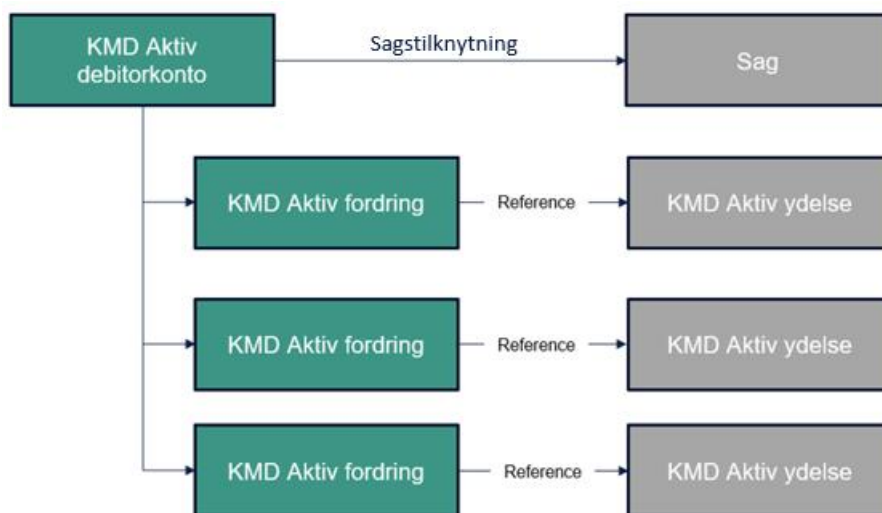 KMD Aktiv
debitorkonto
Sagstilknytning
Sag
KMD Aktiv fordring
Reference
KMD Aktiv ydelse
KMD Aktiv fordring
Reference
KMD Aktiv ydelse
KMD Aktiv fordring
Reference
KMD Aktiv ydelse